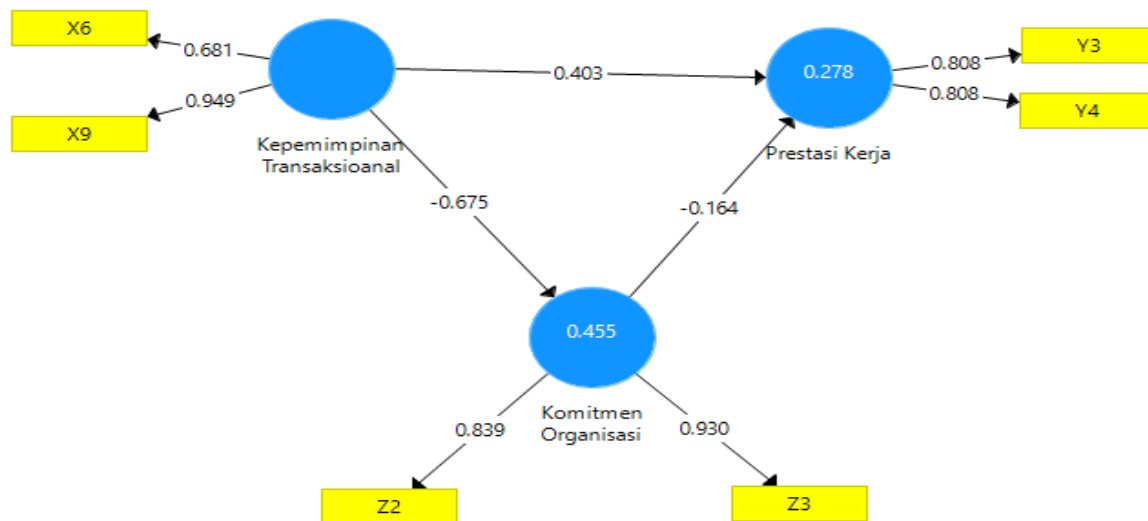 X6
0.681
0.949
X9
Kepemimpinan
Transaksioanal
0.403
0.278
Prestasi Kerja
0.808
0.808
Y3
Y4
-0.675
-0.164
0.455
Komitmen
Organisasi
0.839
0.930
Z2
Z3